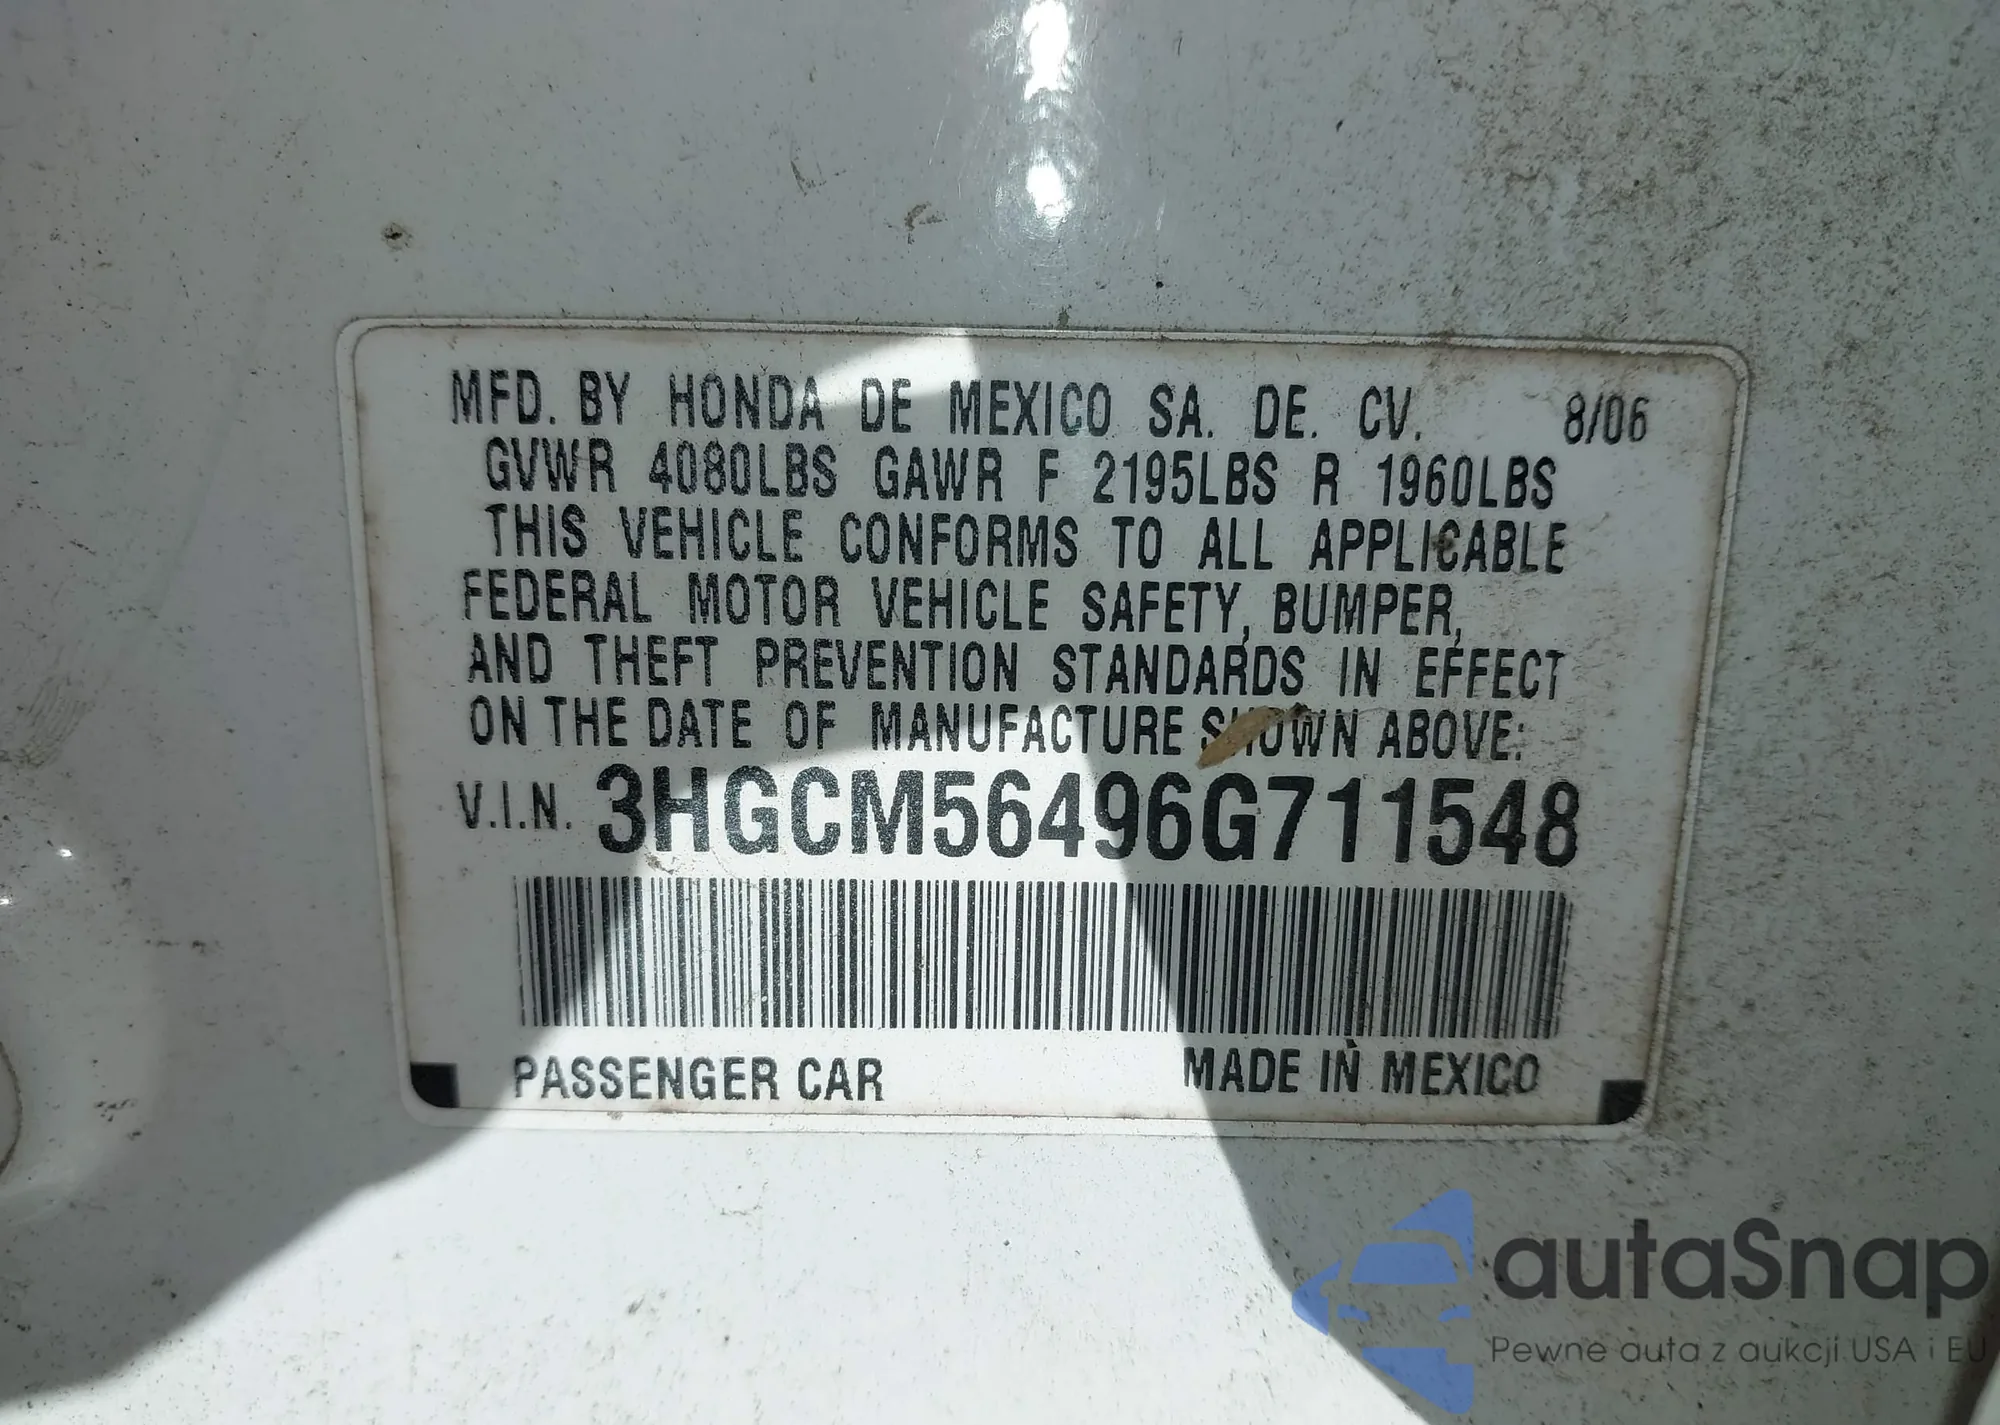 MFD. BY HONDA DE MEXICO SA. DE. CV. 8/06
GVWR 4080LBS GAWR F 2195LBS R 1960LBS
THIS VEHICLE CONFORMS TO ALL APPLICABLE
FEDERAL MOTOR VEHICLE SAFETY, BUMPER,
AND THEFT PREVENTION STANDARDS IN EFFECT
ON THE DATE OF MANUFACTURE SHOWN ABOVE:
V.I.N. 3HGCM56496G711548
PASSENGER CAR MADE IN MEXICO
autaSnap
Pewne auta z aukcji USA i EU